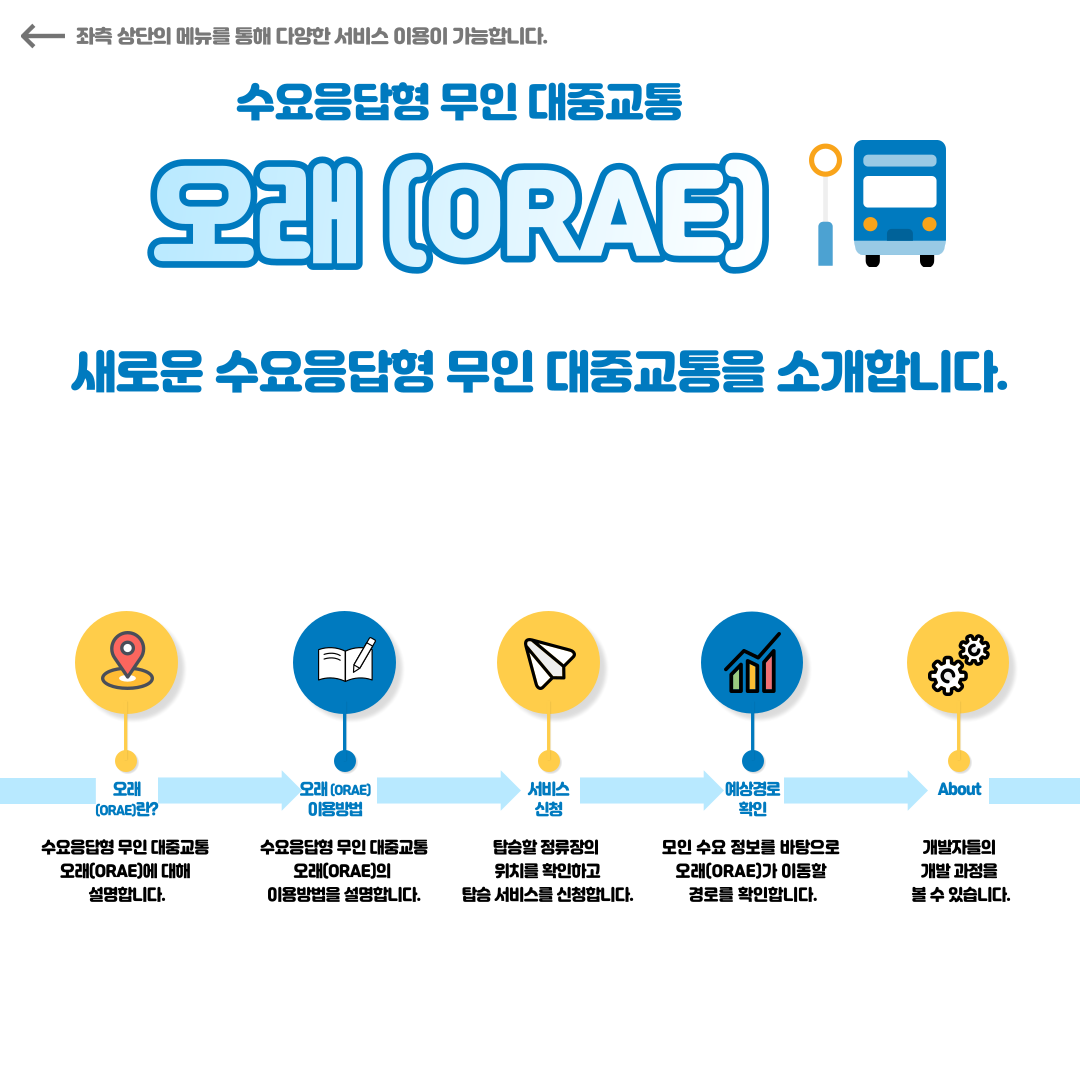 좌측 상단의 메뉴를 통해 다양한 서비스 이용이 가능합니다.
수요응답형 무인 대중교통
오래 (ORAE)
새로운 수요응답형 무인 대중교통을 소개합니다.
오래
(ORAE)란?
수요응답형 무인 대중교통
오래(ORAE)에 대해
설명합니다.
오래 (ORAE)
이용방법
수요응답형 무인 대중교통
오래(ORAE)의
이용방법을 설명합니다.
서비스
신청
탑승할 정류장의
위치를 확인하고
탑승 서비스를 신청합니다.
예상경로
확인
모인 수요 정보를 바탕으로
오래(ORAE)가 이동할
경로를 확인합니다.
About
개발자들의
개발 과정을
볼 수 있습니다.